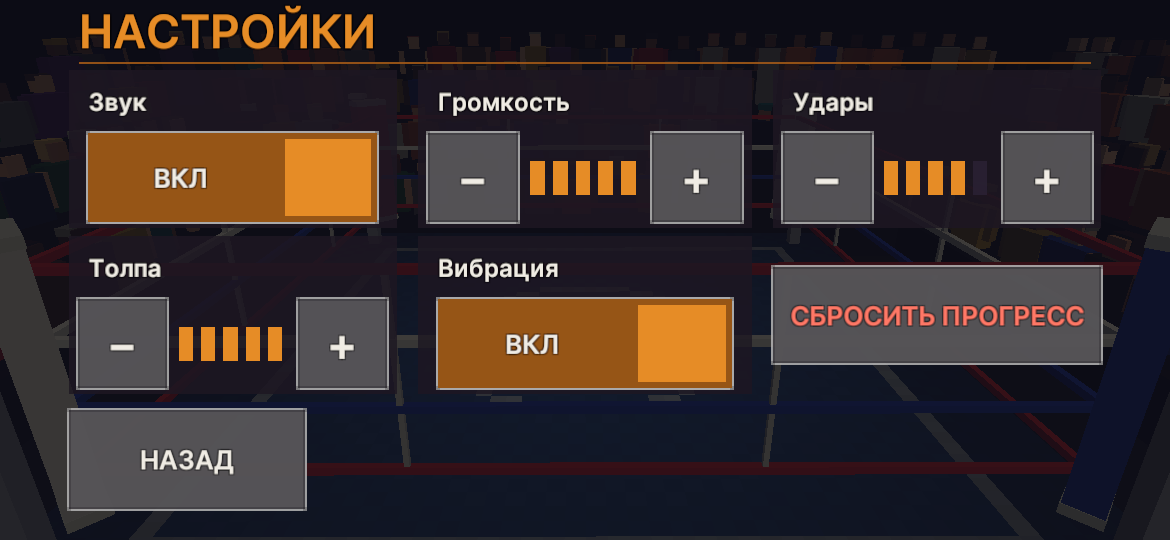 НАСТРОЙКИ
Звук
Громкость
Удары
ВКЛ
−
+
−
+
Толпа
Вибрация
СБРОСИТЬ ПРОГРЕСС
−
+
ВКЛ
НАЗАД